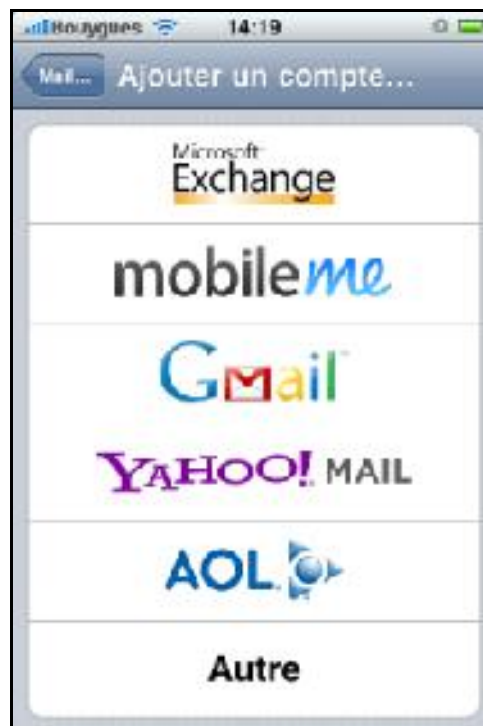 Bouygues 14:19
Mail... Ajouter un compte...
Microsoft
Exchange
mobileme
Gmail
YAHOO! MAIL
AOL
Autre